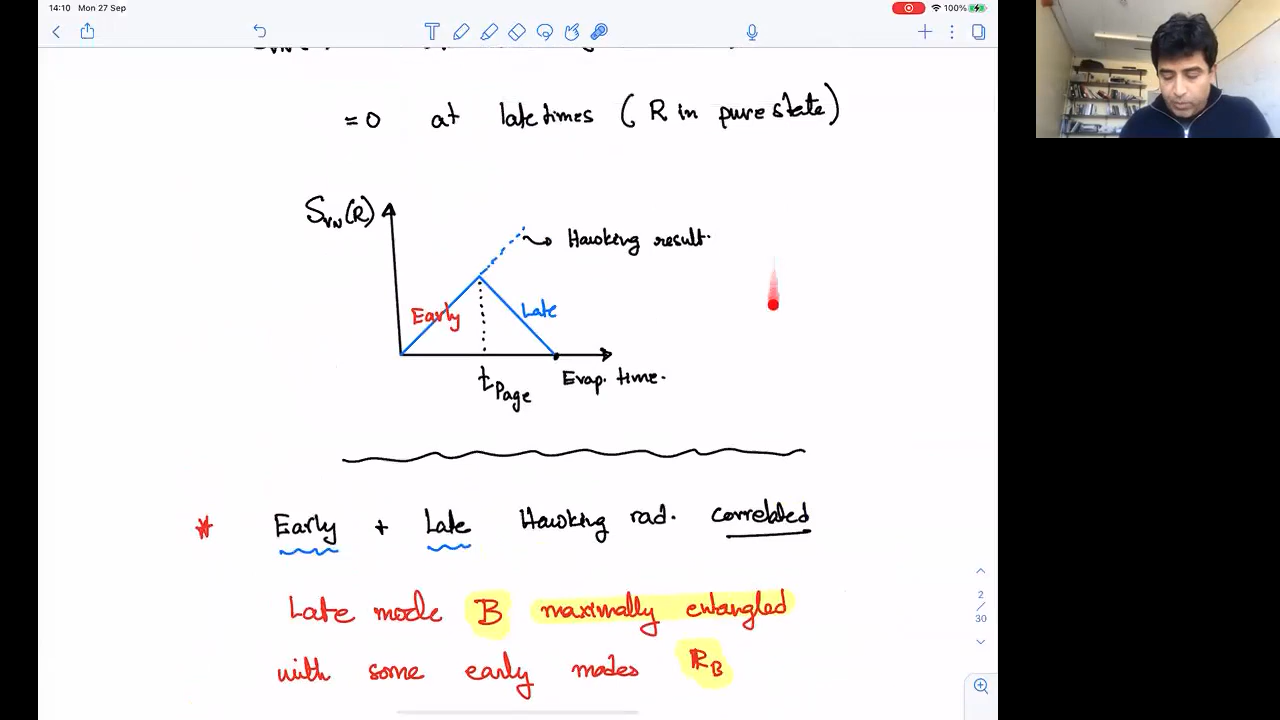 14:10 Mon 27 Sep
100%
= 0 at late times ( R in pure state )
S_VN(R)
Hawking result.
Early
Late
t_Page
Evap. time.
* Early + Late Hawking rad. correlated
2
/
30
Late mode B maximally entangled
with some early modes R_B